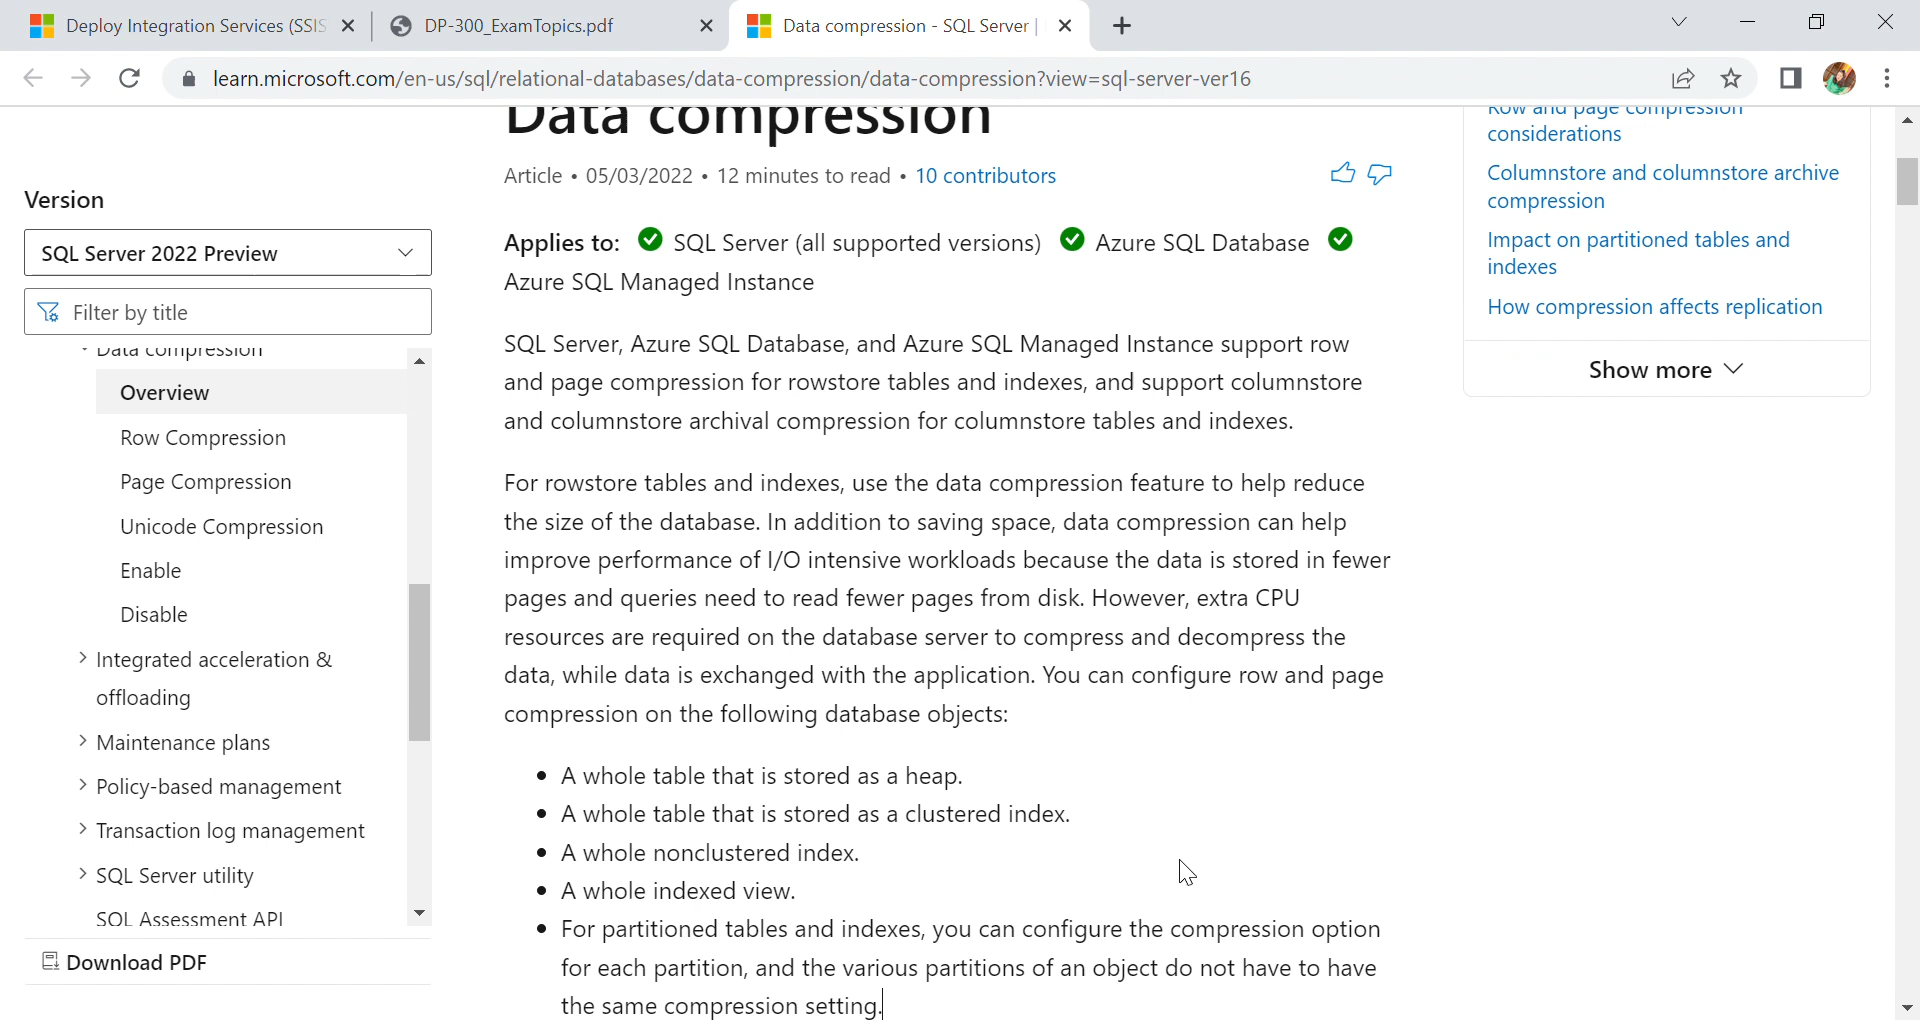 Deploy Integration Services (SSIS
DP-300_ExamTopics.pdf
Data compression - SQL Server |
learn.microsoft.com/en-us/sql/relational-databases/data-compression/data-compression?view=sql-server-ver16
Version
SQL Server 2022 Preview
Filter by title
Data compression
Overview
Row Compression
Page Compression
Unicode Compression
Enable
Disable
Integrated acceleration &
offloading
Maintenance plans
Policy-based management
Transaction log management
SQL Server utility
SQL Assessment API
Download PDF
Data compression
Article • 05/03/2022 • 12 minutes to read • 10 contributors
Applies to: SQL Server (all supported versions) Azure SQL Database
Azure SQL Managed Instance
SQL Server, Azure SQL Database, and Azure SQL Managed Instance support row
and page compression for rowstore tables and indexes, and support columnstore
and columnstore archival compression for columnstore tables and indexes.
For rowstore tables and indexes, use the data compression feature to help reduce
the size of the database. In addition to saving space, data compression can help
improve performance of I/O intensive workloads because the data is stored in fewer
pages and queries need to read fewer pages from disk. However, extra CPU
resources are required on the database server to compress and decompress the
data, while data is exchanged with the application. You can configure row and page
compression on the following database objects:
• A whole table that is stored as a heap.
• A whole table that is stored as a clustered index.
• A whole nonclustered index.
• A whole indexed view.
• For partitioned tables and indexes, you can configure the compression option
for each partition, and the various partitions of an object do not have to have
the same compression setting.
Row and page compression
considerations
Columnstore and columnstore archive
compression
Impact on partitioned tables and
indexes
How compression affects replication
Show more